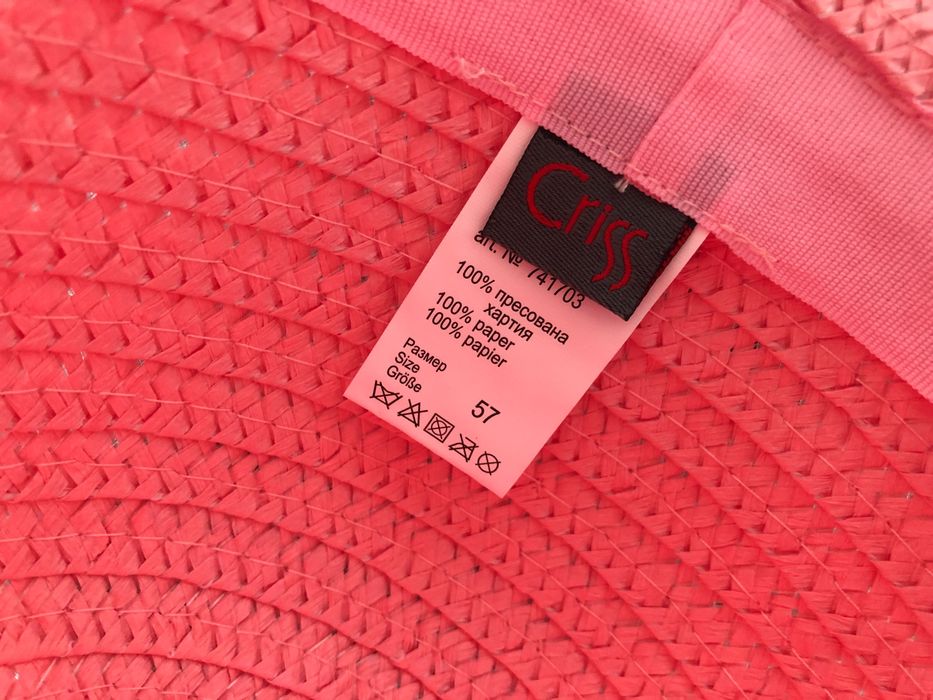 Criss
art. № 741703
100% пресована
хартия
100% paper
100% papier
Размер
Size
Größe
57